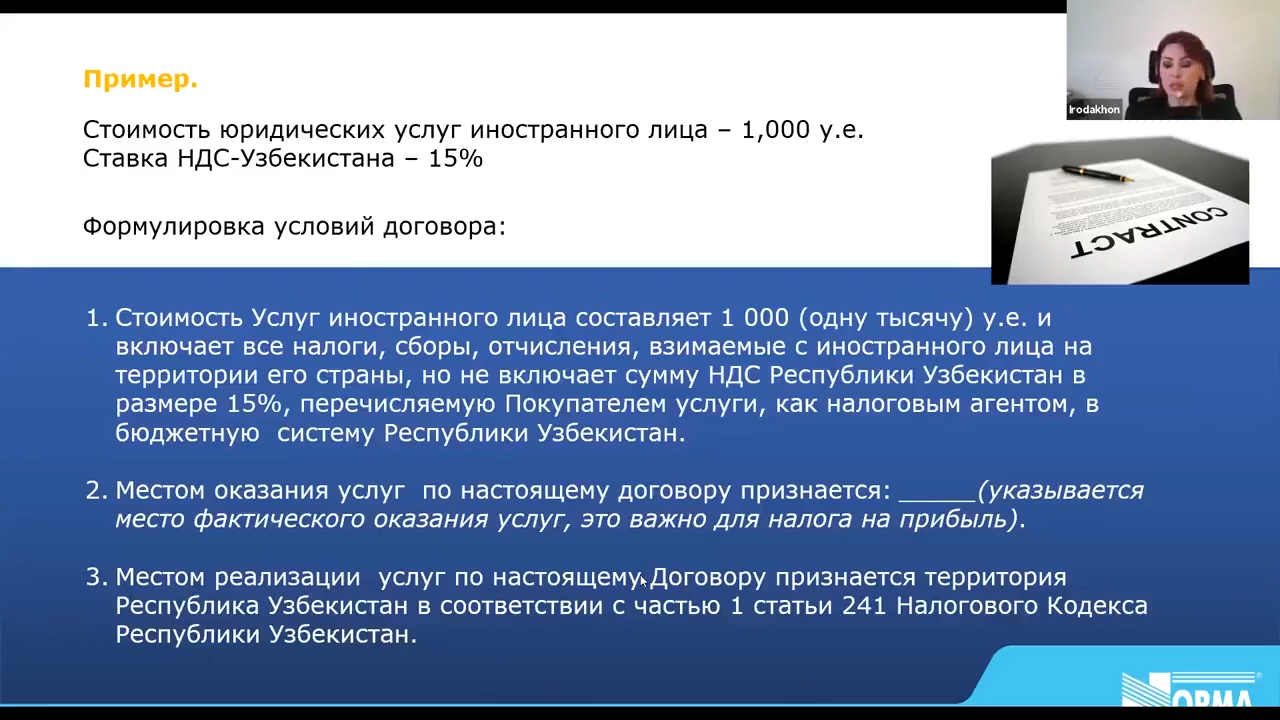 Irodakhon
Пример.
Стоимость юридических услуг иностранного лица – 1,000 у.е.
Ставка НДС-Узбекистана – 15%
CONTRACT
Формулировка условий договора:
1. Стоимость Услуг иностранного лица составляет 1 000 (одну тысячу) у.е. и
включает все налоги, сборы, отчисления, взимаемые с иностранного лица на
территории его страны, но не включает сумму НДС Республики Узбекистан в
размере 15%, перечисляемую Покупателем услуги, как налоговым агентом, в
бюджетную  систему Республики Узбекистан.
2. Местом оказания услуг  по настоящему договору признается: ______(указывается
место фактического оказания услуг, это важно для налога на прибыль).
3. Местом реализации  услуг по настоящему Договору признается территория
Республика Узбекистан в соответствии с частью 1 статьи 241 Налогового Кодекса
Республики Узбекистан.
ОРМА